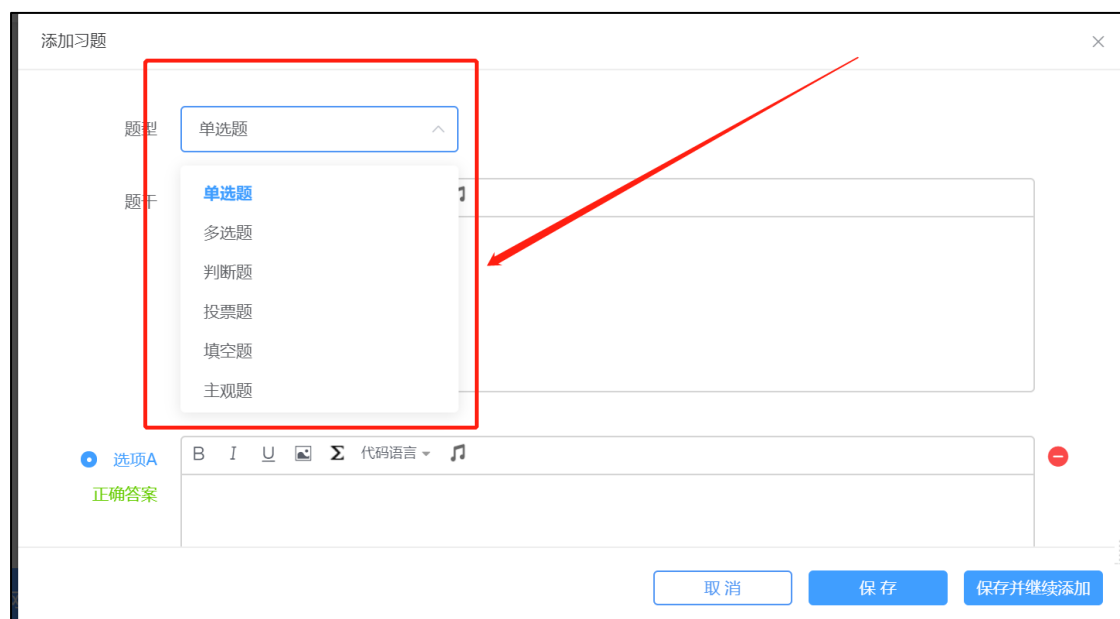 添加习题
题型 单选题
题干 单选题
多选题
判断题
投票题
填空题
主观题
选项A B I U Σ 代码语言
正确答案
取消 保存 保存并继续添加